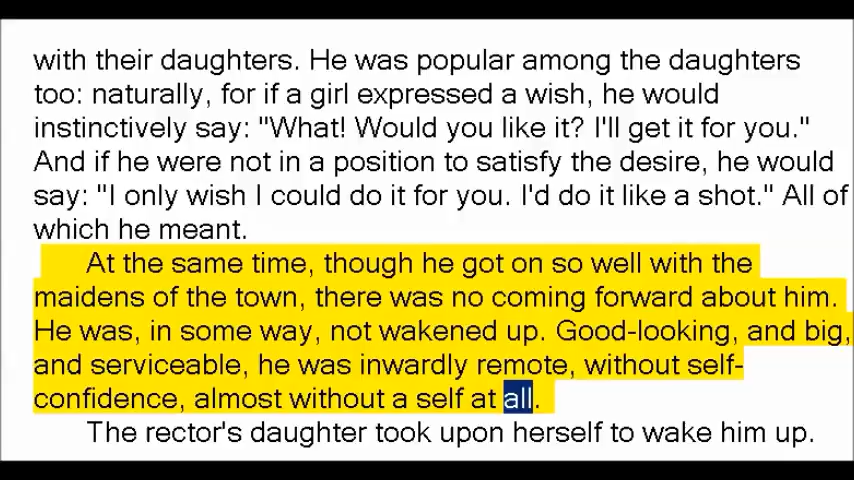 with their daughters. He was popular among the daughters
too: naturally, for if a girl expressed a wish, he would
instinctively say: "What! Would you like it? I'll get it for you."
And if he were not in a position to satisfy the desire, he would
say: "I only wish I could do it for you. I'd do it like a shot." All of
which he meant.
At the same time, though he got on so well with the
maidens of the town, there was no coming forward about him.
He was, in some way, not wakened up. Good-looking, and big,
and serviceable, he was inwardly remote, without self-
confidence, almost without a self at all.
The rector's daughter took upon herself to wake him up.